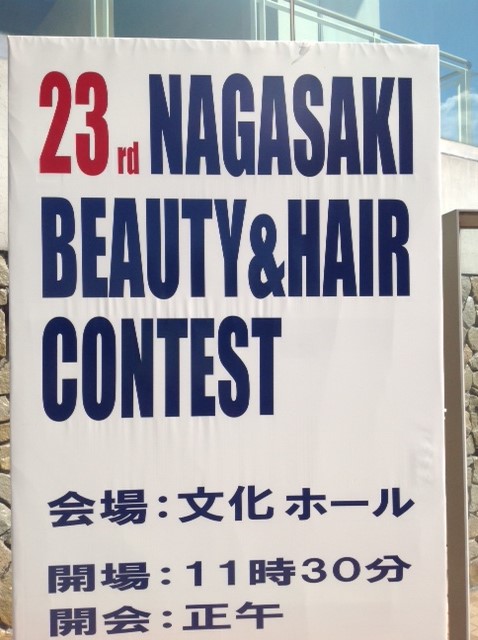 23rd NAGASAKI
BEAUTY&HAIR
CONTEST
会場：文化ホール
開場：11時30分
開会：正午